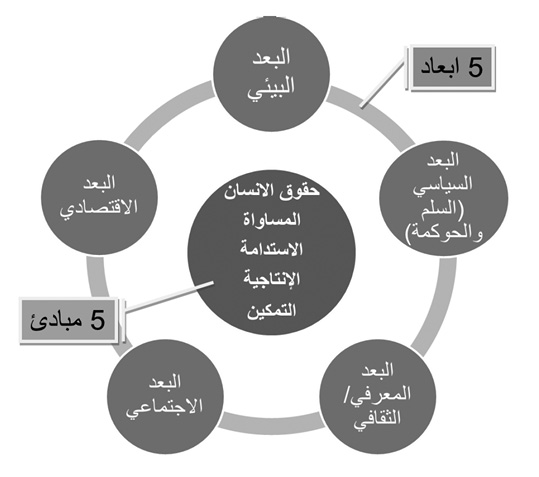 البعد
البيئي
5 ابعاد
البعد
السياسي
(السلم
والحوكمة)
البعد
الاقتصادي
حقوق الانسان
المساواة
الاستدامة
الإنتاجية
التمكين
5 مبادئ
البعد
المعرفي/
الثقافي
البعد
الاجتماعي